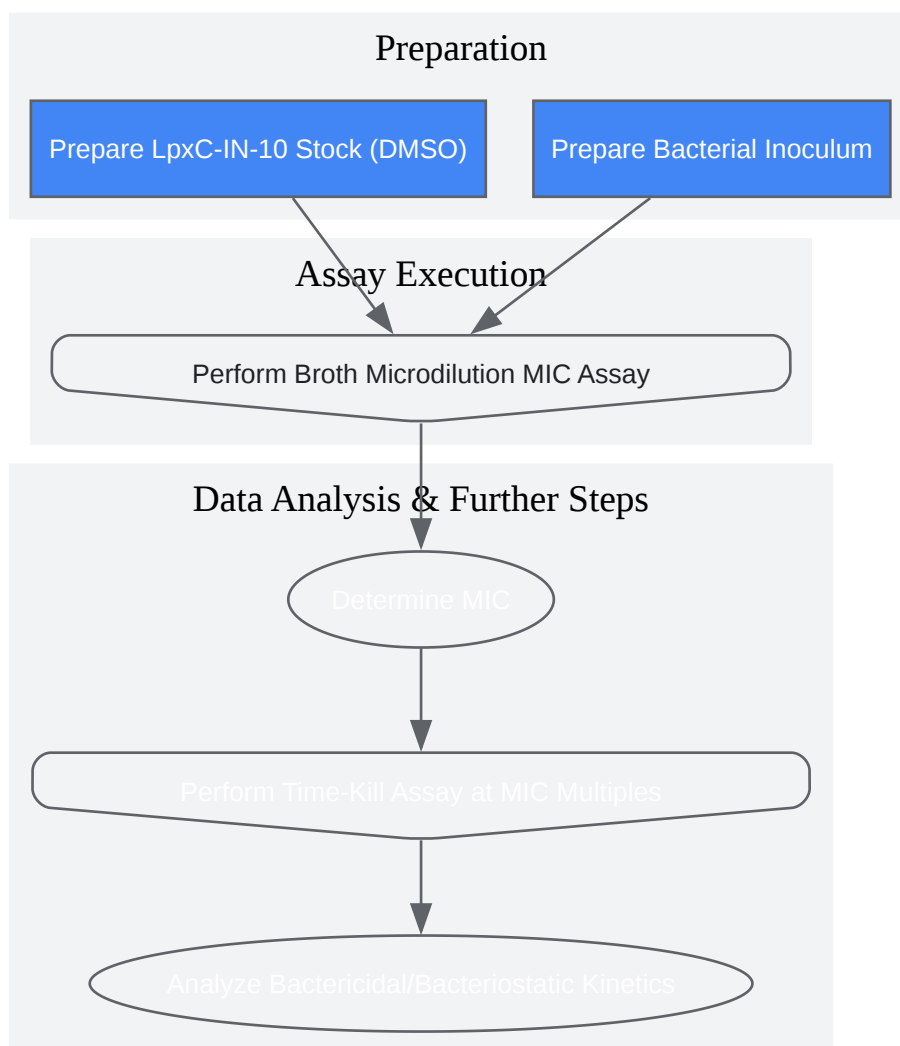 Preparation
Prepare LpxC-IN-10 Stock (DMSO)
Prepare Bacterial Inoculum
Assay Execution
Perform Broth Microdilution MIC Assay
Data Analysis & Further Steps
Determine MIC
Perform Time-Kill Assay at MIC Multiples
Analyze Bactericidal/Bacteriostatic Kinetics